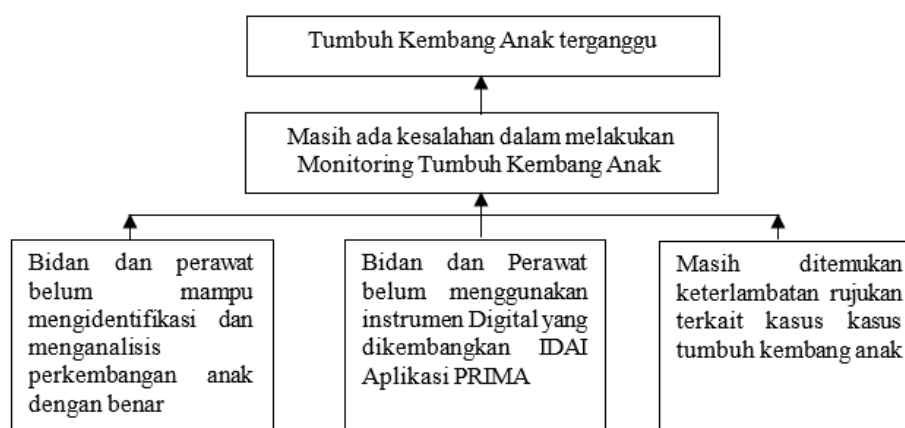 Tumbuh Kembang Anak terganggu
Masih ada kesalahan dalam melakukan
Monitoring Tumbuh Kembang Anak
Bidan dan perawat
belum mampu
mengidentifikasi dan
menganalisis
perkembangan anak
dengan benar
Bidan dan Perawat
belum menggunakan
instrumen Digital yang
dikembangkan IDAI
Aplikasi PRIMA
Masih ditemukan
keterlambatan rujukan
terkait kasus kasus
tumbuh kembang anak